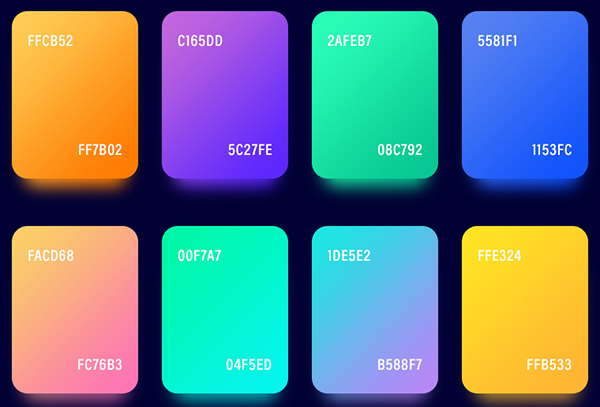 FFCB52
FF7B02
C165DD
5C27FE
2AFEB7
08C792
5581F1
1153FC
FACD68
FC76B3
00F7A7
04F5ED
1DE5E2
B588F7
FFE324
FFB533